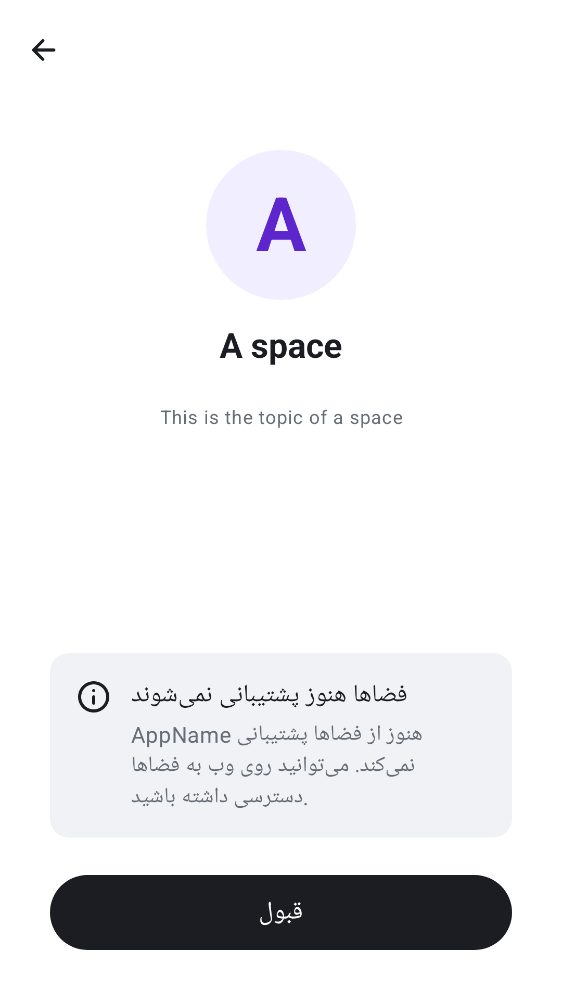 A
A space
This is the topic of a space
فضاها هنوز پشتیبانی نمی‌شوند
AppName هنوز از فضاها پشتیبانی
نمی‌کند. می‌توانید روی وب به فضاها
دسترسی داشته باشید.
قبول